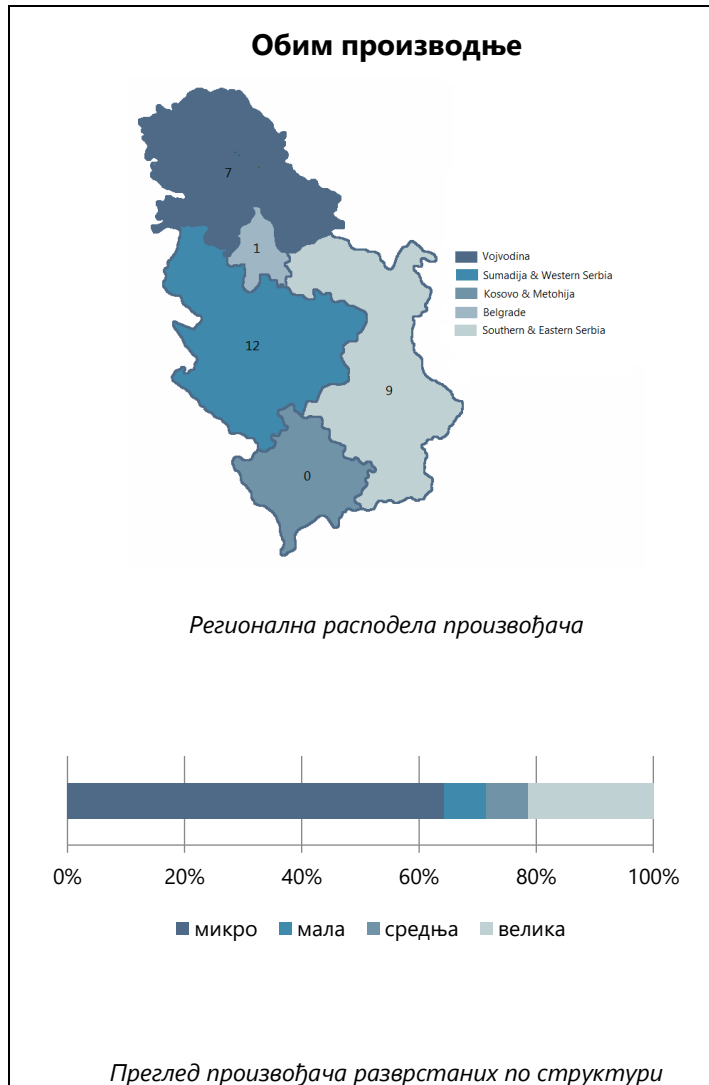 Обим производње
7
1
12
9
0
Vojvodina
Sumadija & Western Serbia
Kosovo & Metohija
Belgrade
Southern & Eastern Serbia
Регионална расподела произвођача
0% 20% 40% 60% 80% 100%
микро мала средња велика
Преглед произвођача разврстаних по структури